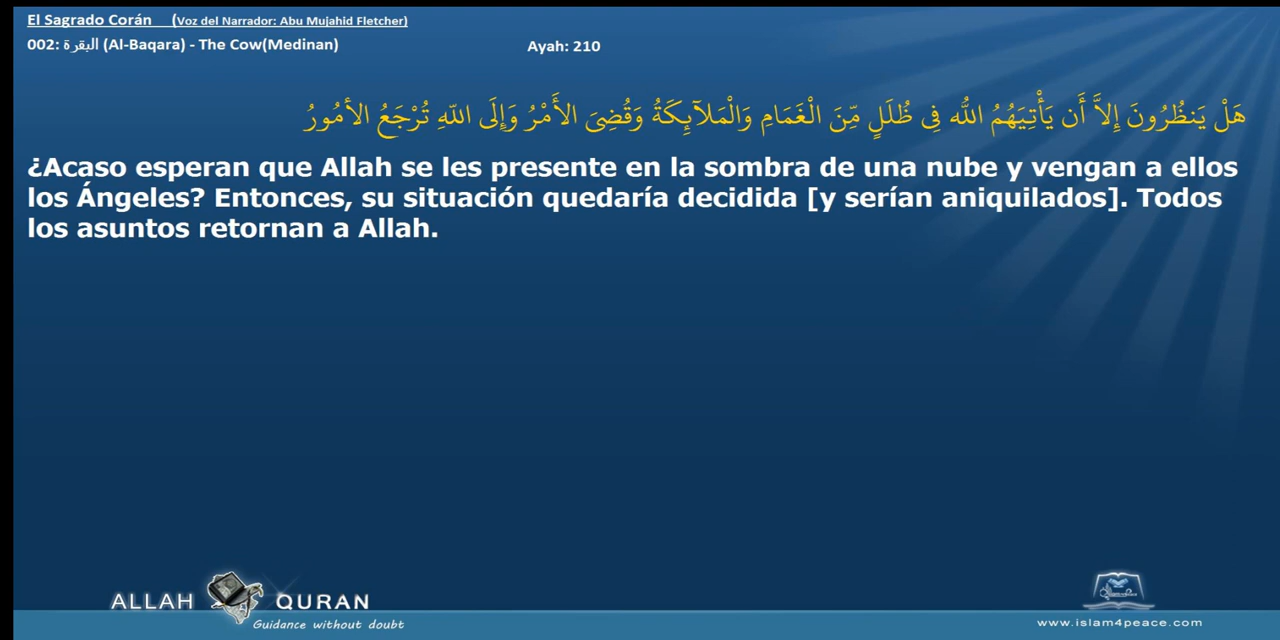 El Sagrado Corán (Voz del Narrador: Abu Mujahid Fletcher)
002: البقرة (Al-Baqara) - The Cow(Medinan)
Ayah: 210
هَلْ يَنظُرُونَ إِلاَّ أَن يَأْتِيَهُمُ اللّهُ فِي ظُلَلٍ مِّنَ الْغَمَامِ وَالْمَلآئِكَةُ وَقُضِيَ الأَمْرُ وَإِلَى اللّهِ تُرْجَعُ الأمُورُ
¿Acaso esperan que Allah se les presente en la sombra de una nube y vengan a ellos
los Ángeles? Entonces, su situación quedaría decidida [y serían aniquilados]. Todos
los asuntos retornan a Allah.
ALLAH QURAN
Guidance without doubt
www.islam4peace.com